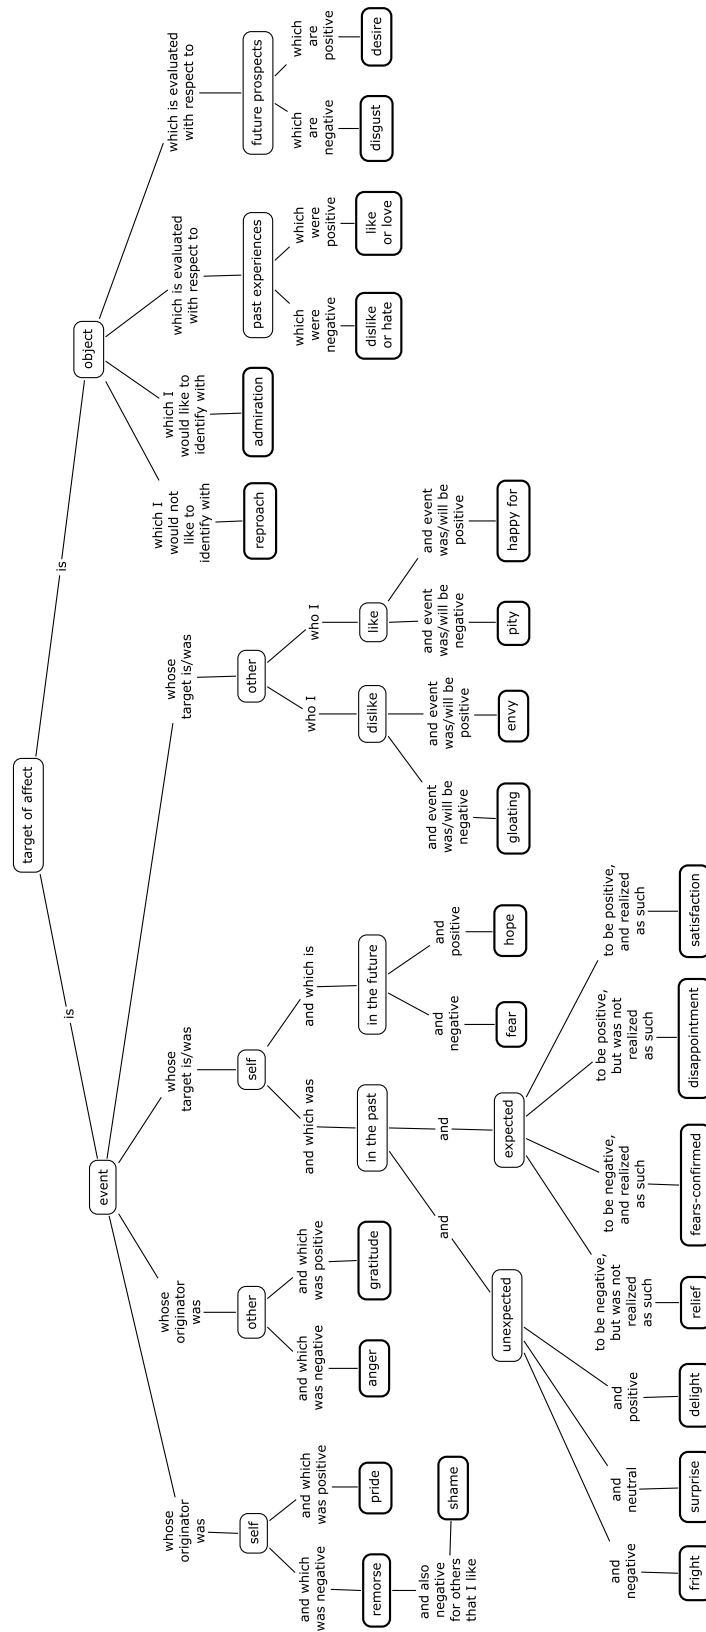 target of affect
is
is
event
object
whose
originator
was
whose
originator
was
whose
target is/was
whose
target is/was
which I
would not
like to
identify with
which I
would like to
identify with
which is evaluated
with respect to
which is evaluated
with respect to
self
other
self
other
reproach
admiration
past experiences
future prospects
and which
was negative
and which
was positive
and which
was negative
and which
was positive
and which was
and which is
who I
who I
which
were
negative
which
were
positive
which
are
negative
which
are
positive
remorse
pride
anger
gratitude
in the past
in the future
dislike
like
dislike
or hate
like
or love
disgust
desire
and also
negative
for others
that I like
shame
and
and
and
negative
and
positive
and event
was/will be
negative
and event
was/will be
positive
and event
was/will be
negative
and event
was/will be
positive
unexpected
expected
fear
hope
gloating
envy
pity
happy for
and
negative
and
neutral
and
positive
to be negative,
but was not
realized
as such
to be negative,
and realized
as such
to be positive,
but was not
realized
as such
to be positive,
and realized
as such
fright
surprise
delight
relief
fears-confirmed
disappointment
satisfaction